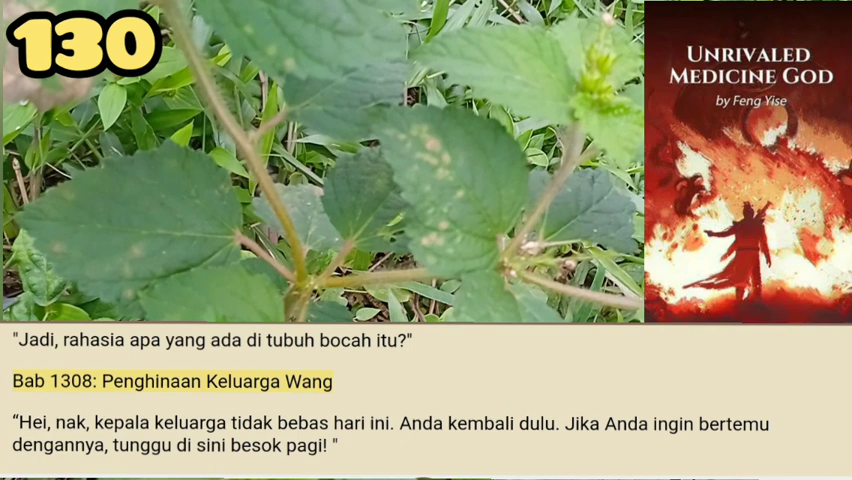 130
UNRIVALED
MEDICINE GOD
by Feng Yise
"Jadi, rahasia apa yang ada di tubuh bocah itu?"
Bab 1308: Penghinaan Keluarga Wang
“Hei, nak, kepala keluarga tidak bebas hari ini. Anda kembali dulu. Jika Anda ingin bertemu
dengannya, tunggu di sini besok pagi! "